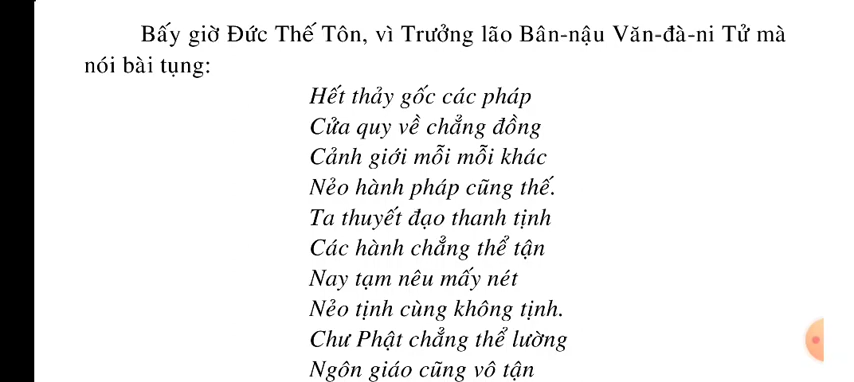 Bấy giờ Đức Thế Tôn, vì Trưởng lão Bân-nậu Văn-đà-ni Tử mà
nói bài tụng:
Hết thảy gốc các pháp
Cửa quy về chẳng đồng
Cảnh giới mỗi mỗi khác
Nẻo hành pháp cũng thế.
Ta thuyết đạo thanh tịnh
Các hành chẳng thể tận
Nay tạm nêu mấy nét
Nẻo tịnh cùng không tịnh.
Chư Phật chẳng thể lường
Ngôn giáo cũng vô tận